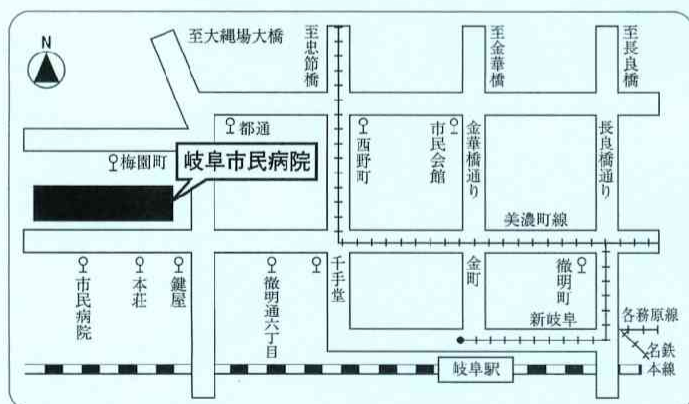 N
至大縄場大橋
至忠節橋
至金華橋
至長良橋
都通
西野町
市民会館
金華橋通り
長良橋通り
梅園町
岐阜市民病院
美濃町線
市民病院
本荘
鍵屋
徹明通六丁目
千手堂
金町
徹明町
新岐阜
各務原線
名鉄
本線
岐阜駅